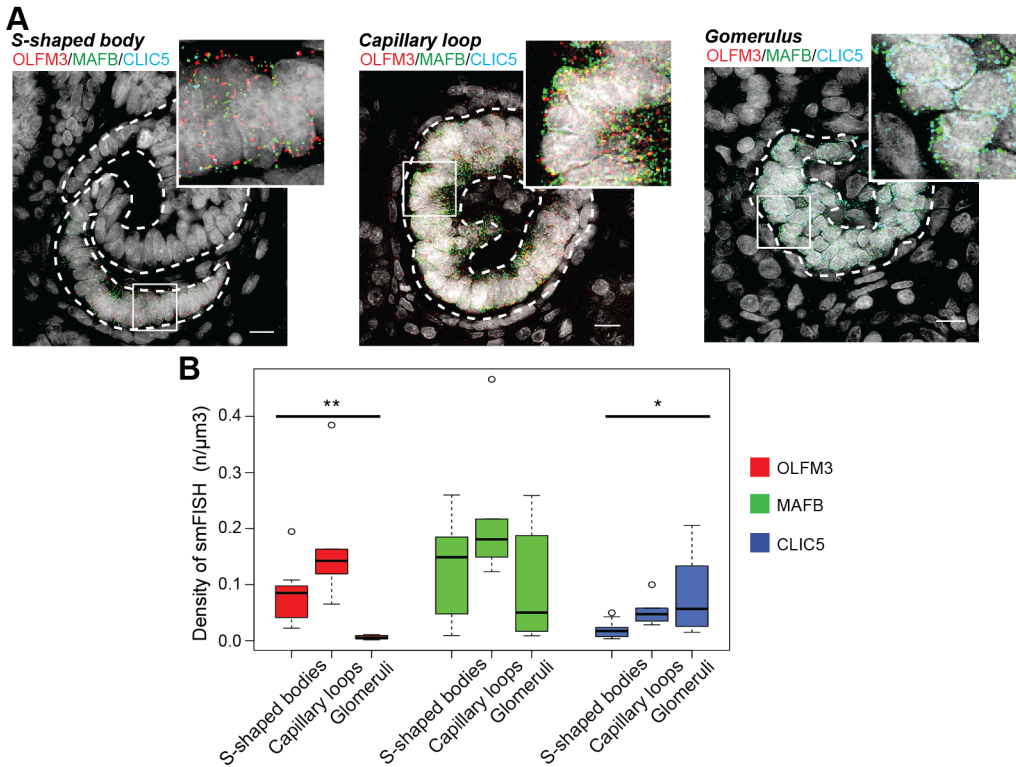 A
S-shaped body
OLFM3/MAFB/CLIC5
Capillary loop
OLFM3/MAFB/CLIC5
Gomerulus
OLFM3/MAFB/CLIC5
B
Density of smFISH (n/µm3)
0.4
0.3
0.2
0.1
0.0
**
*
S-shaped bodies
Capillary loops
Glomeruli
S-shaped bodies
Capillary loops
Glomeruli
S-shaped bodies
Capillary loops
Glomeruli
OLFM3
MAFB
CLIC5